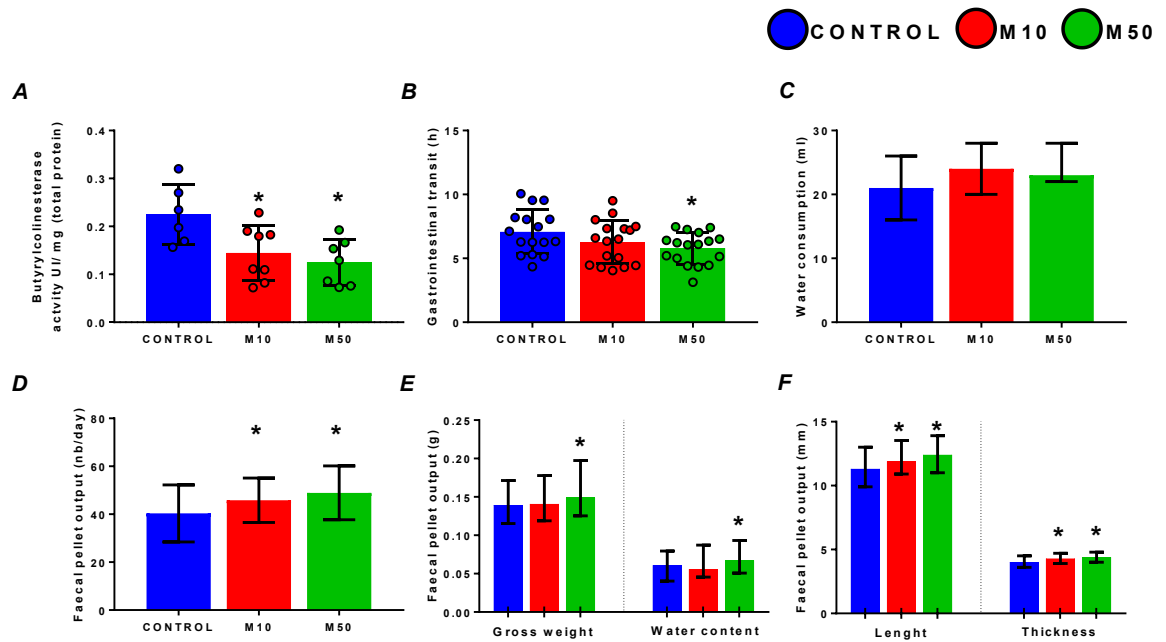 CONTROL M10 M50
A
Butyrylcolinesterase
actvity UI/ mg (total protein)
0.4
0.3
0.2
0.1
0.0
*
*
CONTROL M10 M50
B
Gastrointestinal transit (h)
15
10
5
0
*
CONTROL M10 M50
C
Water consumption (ml)
30
20
10
0
CONTROL M10 M50
D
Faecal pellet output (nb/day)
80
60
40
20
0
*
*
CONTROL M10 M50
E
Faecal pellet output (g)
0.25
0.20
0.15
0.10
0.05
0.00
*
*
Gross weight Water content
F
Faecal pellet output (mm)
15
10
5
0
*
*
*
*
Lenght Thickness